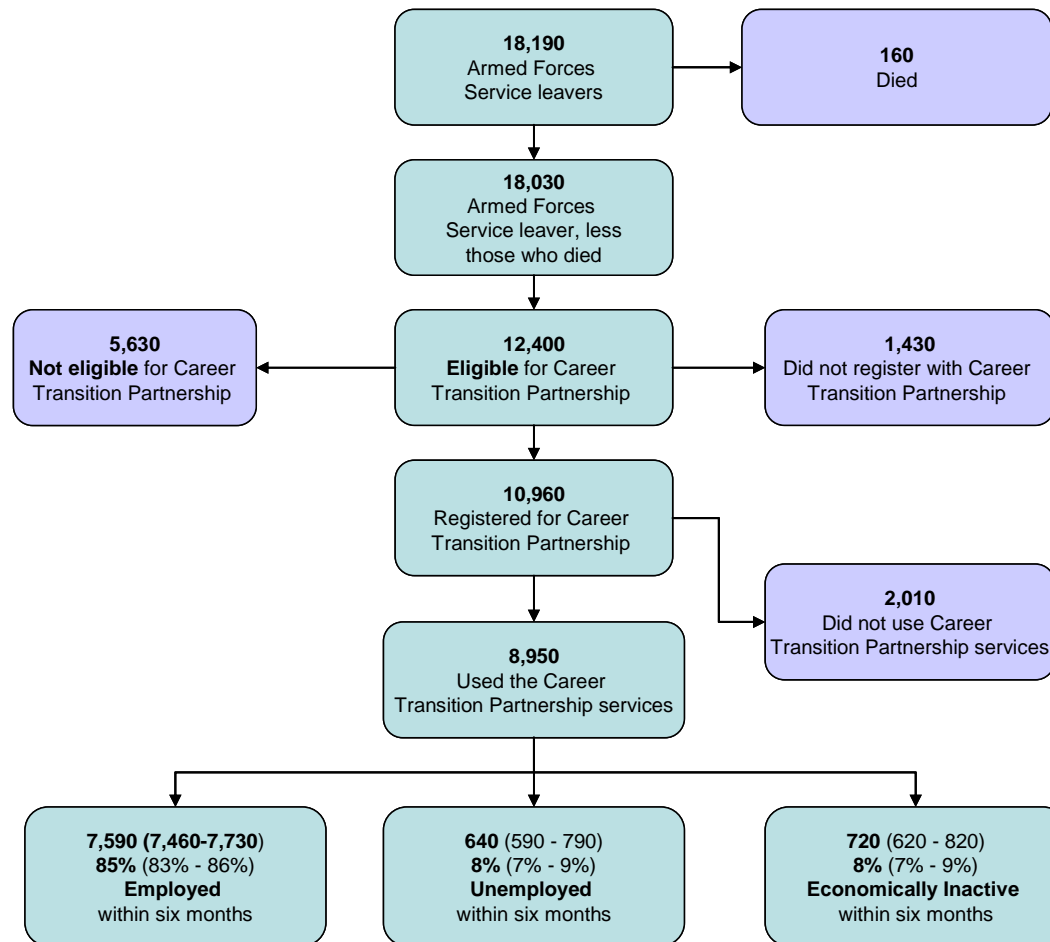 18,190
Armed Forces
Service leavers
160
Died
18,030
Armed Forces
Service leaver, less
those who died
5,630
Not eligible for Career
Transition Partnership
12,400
Eligible for Career
Transition Partnership
1,430
Did not register with Career
Transition Partnership
10,960
Registered for Career
Transition Partnership
2,010
Did not use Career
Transition Partnership services
8,950
Used the Career
Transition Partnership services
7,590 (7,460-7,730)
85% (83% - 86%)
Employed
within six months
640 (590 - 790)
8% (7% - 9%)
Unemployed
within six months
720 (620 - 820)
8% (7% - 9%)
Economically Inactive
within six months